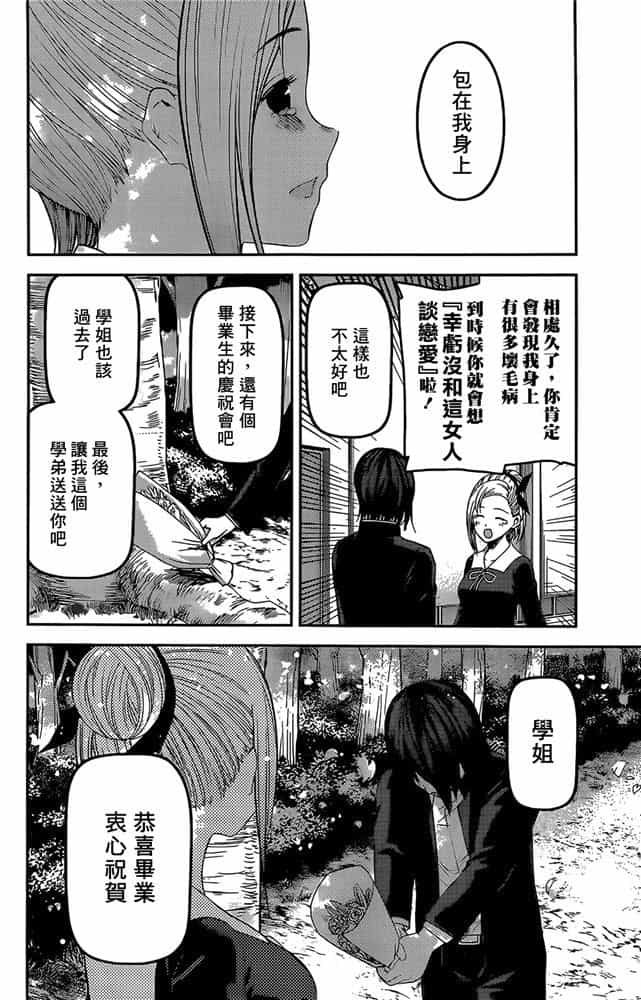 包在我身上
相處久了，你肯定
會發現我身上
有很多壞毛病
到時候你就會想
『幸虧沒和這女人
談戀愛』啦！
這樣也
不太好吧
接下來，還有個
畢業生的慶祝會吧
學姐也該
過去了
最後，
讓我這個
學弟送送你吧
學姐
恭喜畢業
衷心祝賀